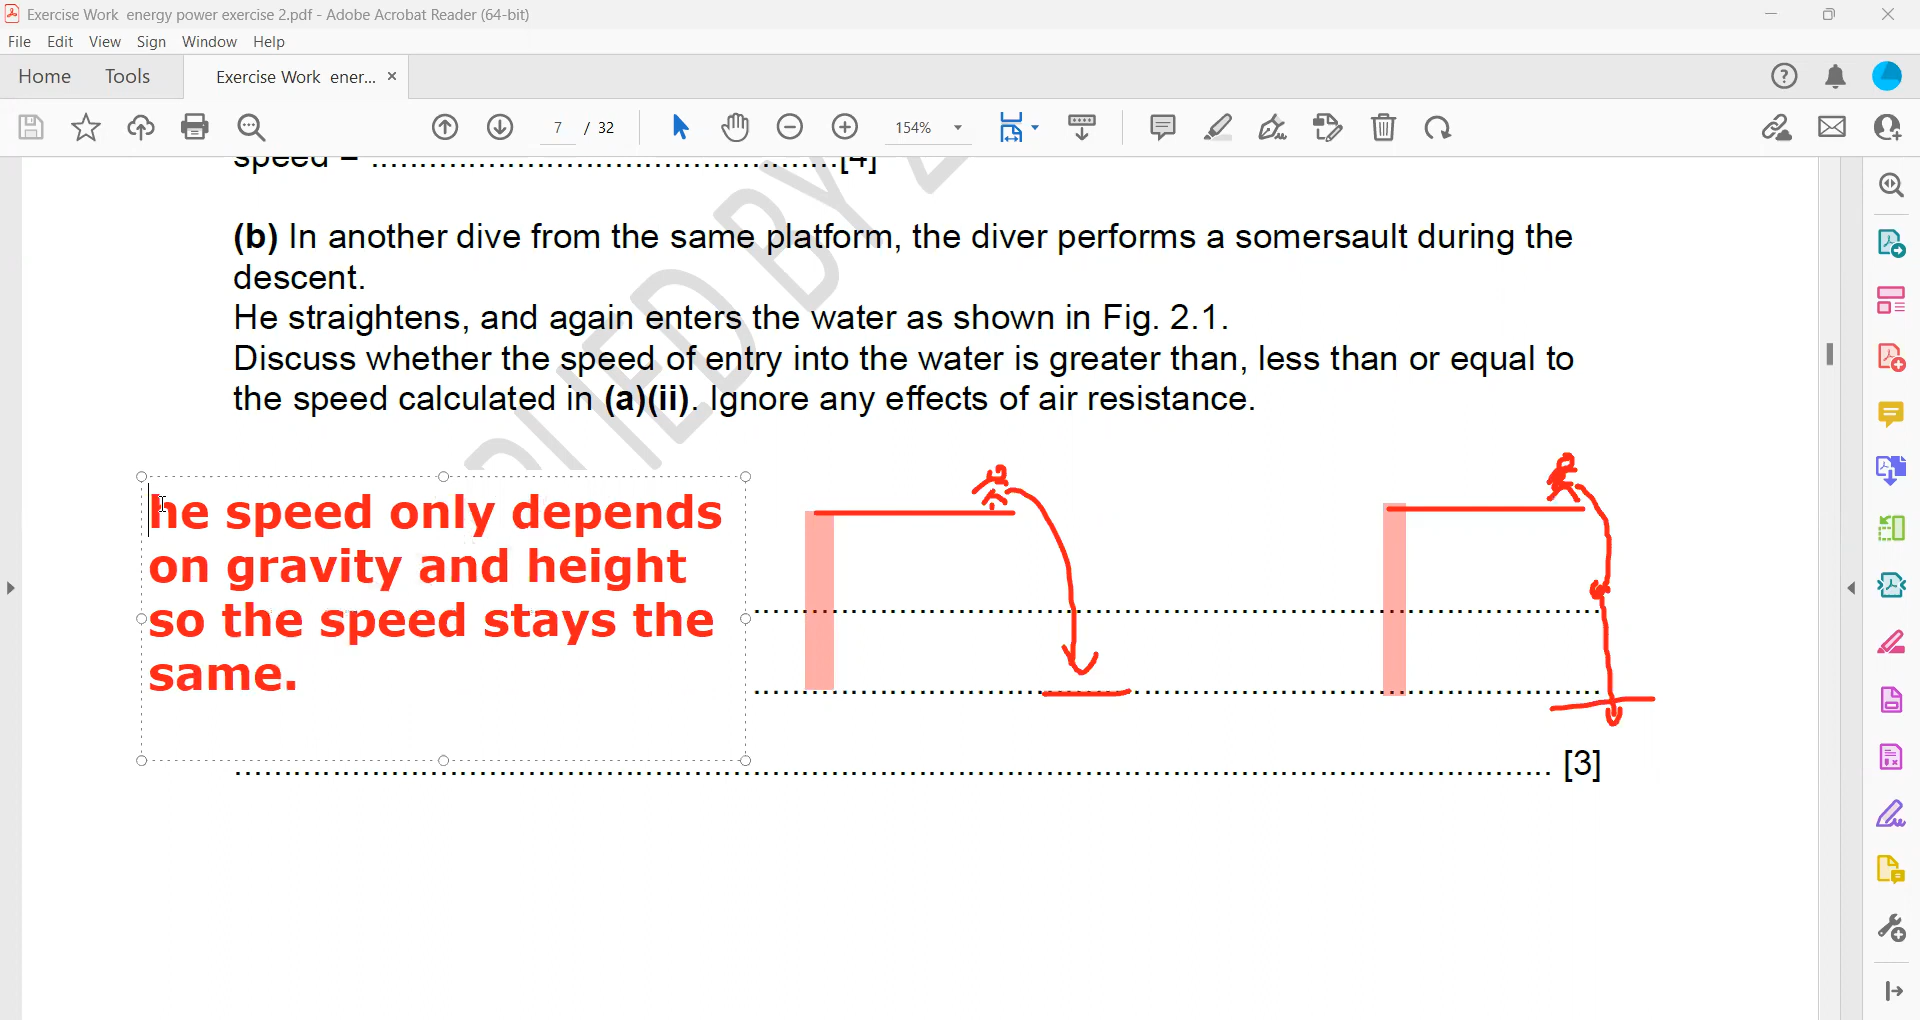 Exercise Work energy power exercise 2.pdf - Adobe Acrobat Reader (64-bit)
File Edit View Sign Window Help
Home Tools Exercise Work ener... ×
7 / 32 154%
speed = ................................................[4]
(b) In another dive from the same platform, the diver performs a somersault during the
descent.
He straightens, and again enters the water as shown in Fig. 2.1.
Discuss whether the speed of entry into the water is greater than, less than or equal to
the speed calculated in (a)(ii). Ignore any effects of air resistance.
he speed only depends
on gravity and height
so the speed stays the
same.
[3]
PLIED BY